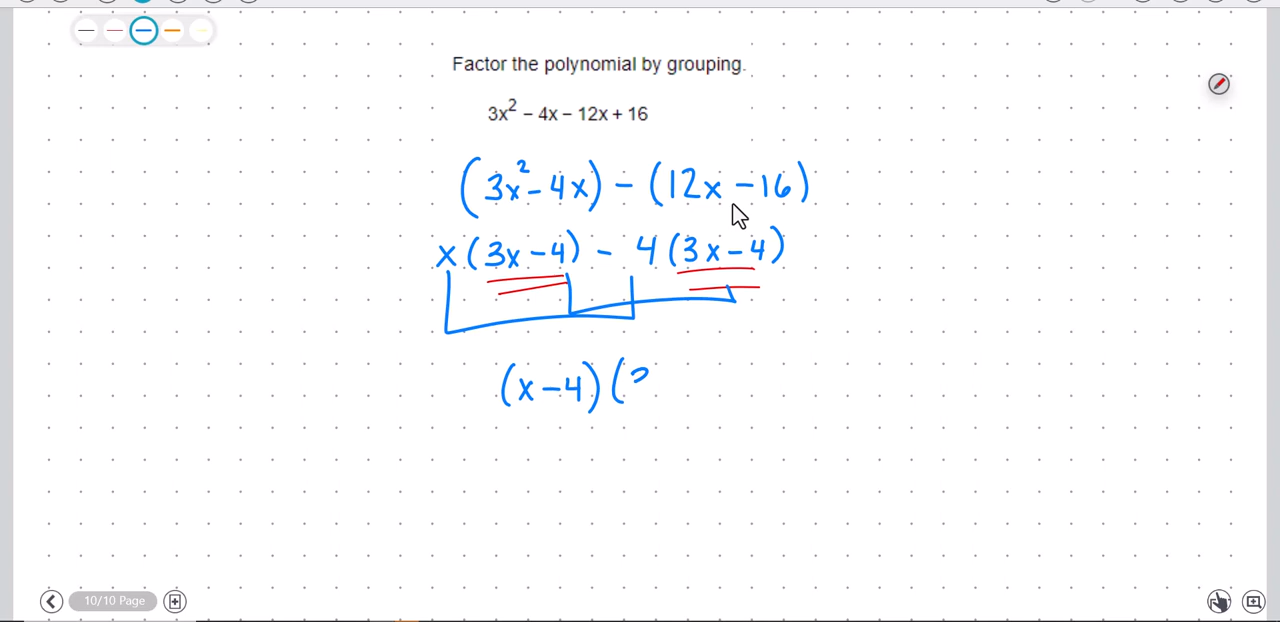 Factor the polynomial by grouping.
3x² − 4x − 12x + 16
(3x² − 4x) − (12x − 16)
x(3x − 4) − 4(3x − 4)
(x − 4)(
10/10 Page